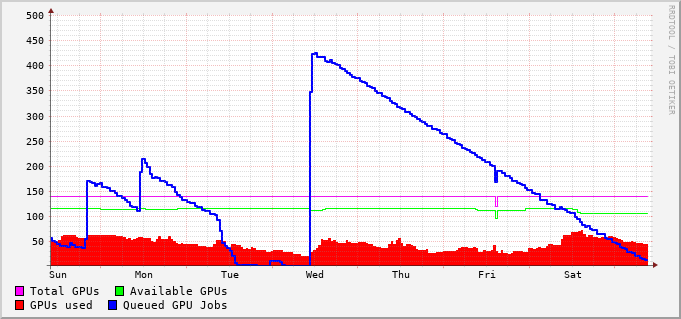 500
450
400
350
300
250
200
150
100
50
Sun Mon Tue Wed Thu Fri Sat
Total GPUs Available GPUs
GPUs used Queued GPU Jobs
RRDTOOL / TOBI OETIKER